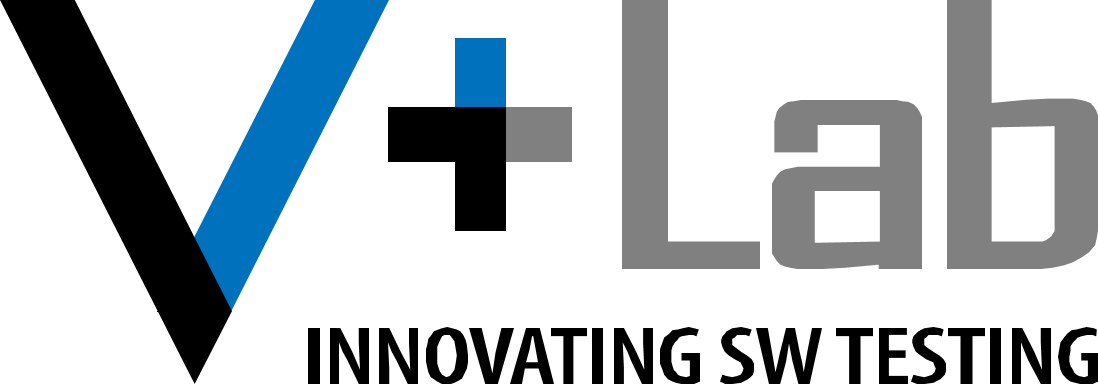 V+Lab
INNOVATING SW TESTING